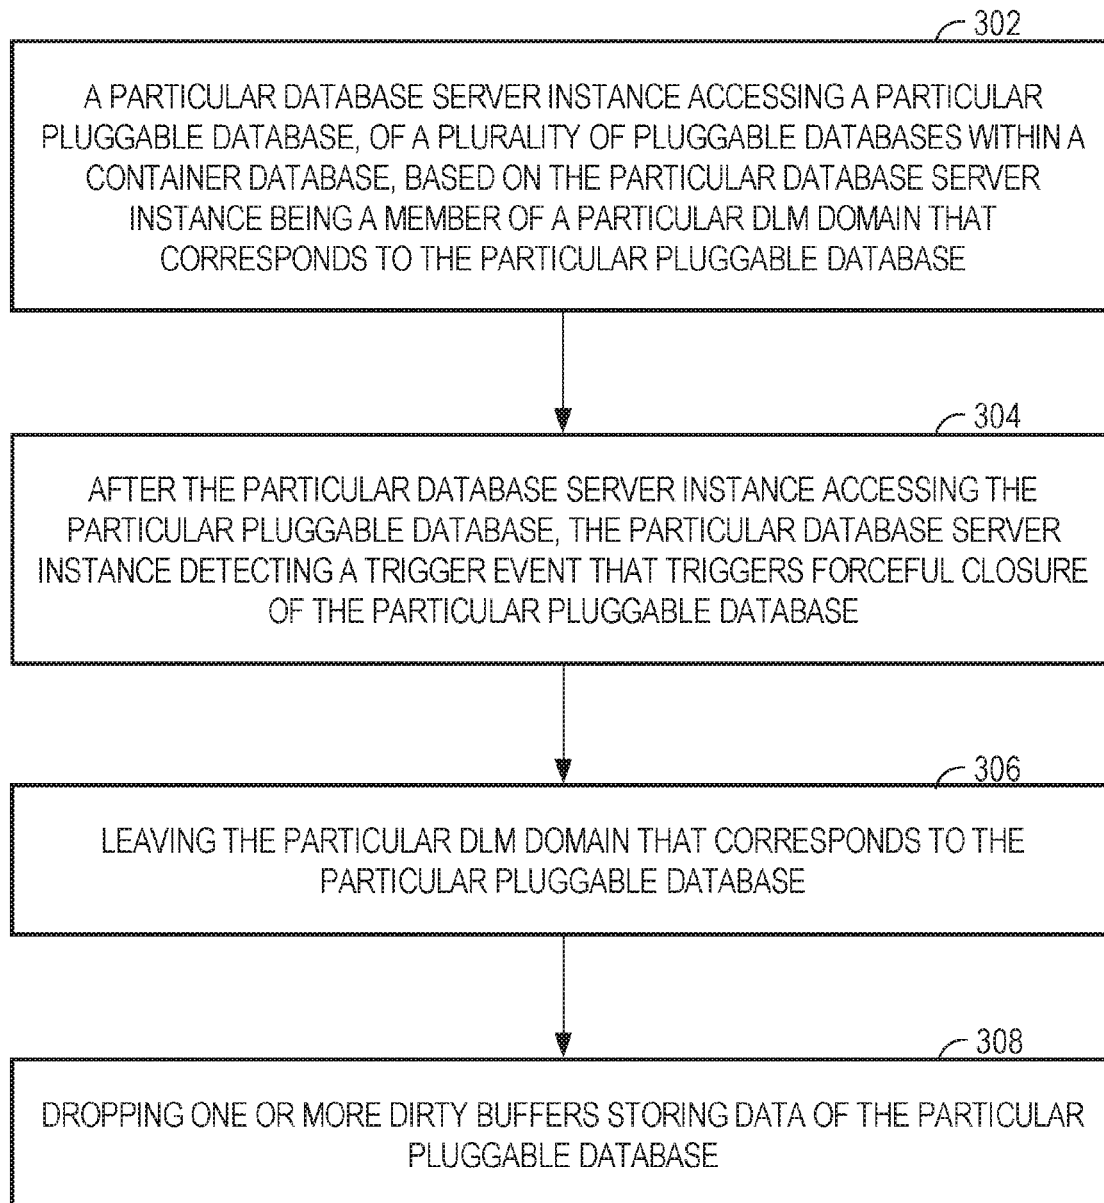 302
A PARTICULAR DATABASE SERVER INSTANCE ACCESSING A PARTICULAR
PLUGGABLE DATABASE, OF A PLURALITY OF PLUGGABLE DATABASES WITHIN A
CONTAINER DATABASE, BASED ON THE PARTICULAR DATABASE SERVER
INSTANCE BEING A MEMBER OF A PARTICULAR DLM DOMAIN THAT
CORRESPONDS TO THE PARTICULAR PLUGGABLE DATABASE
304
AFTER THE PARTICULAR DATABASE SERVER INSTANCE ACCESSING THE
PARTICULAR PLUGGABLE DATABASE, THE PARTICULAR DATABASE SERVER
INSTANCE DETECTING A TRIGGER EVENT THAT TRIGGERS FORCEFUL CLOSURE
OF THE PARTICULAR PLUGGABLE DATABASE
306
LEAVING THE PARTICULAR DLM DOMAIN THAT CORRESPONDS TO THE
PARTICULAR PLUGGABLE DATABASE
308
DROPPING ONE OR MORE DIRTY BUFFERS STORING DATA OF THE PARTICULAR
PLUGGABLE DATABASE